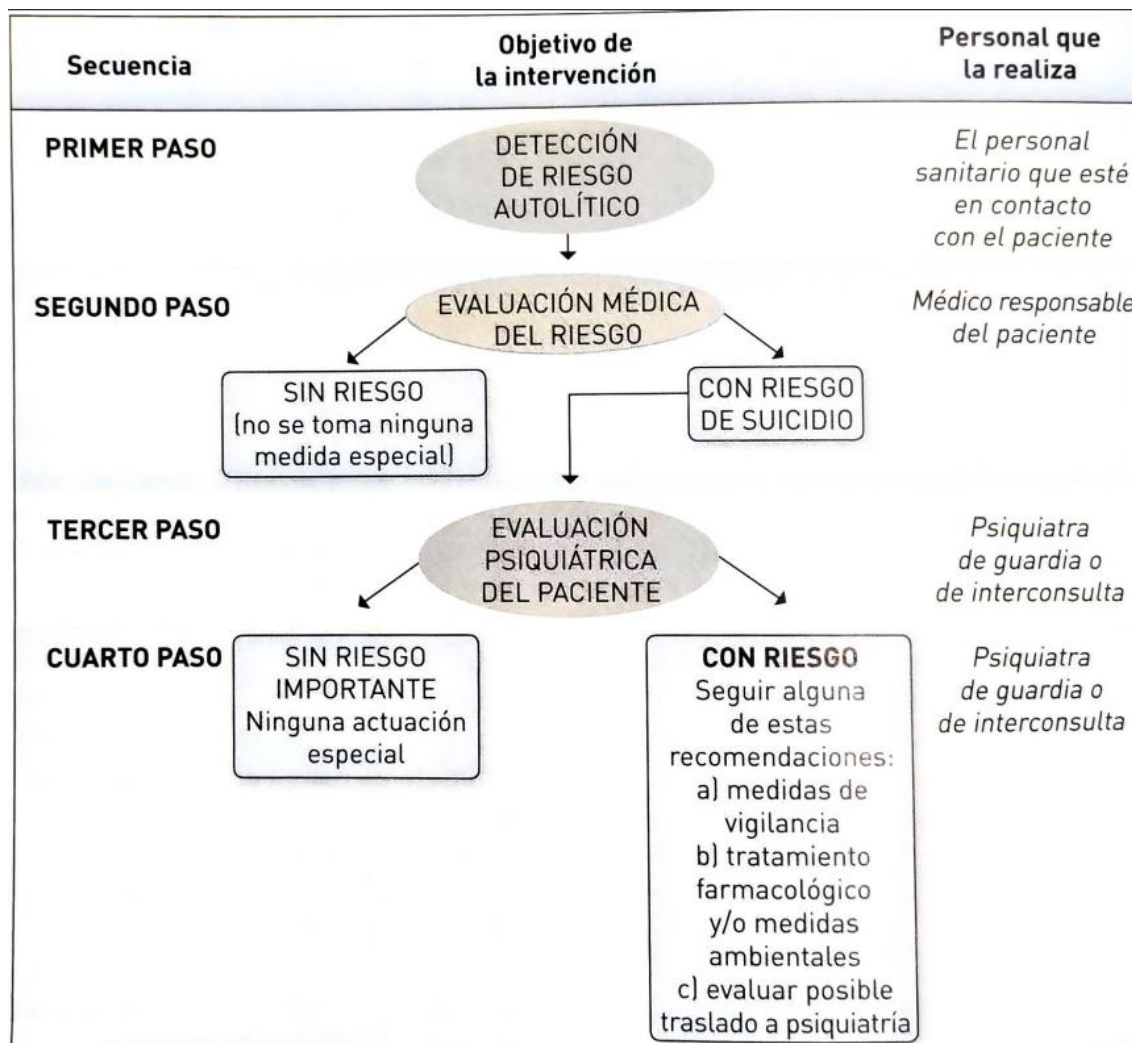 Secuencia
Objetivo de
la intervención
Personal que
la realiza
PRIMER PASO
DETECCIÓN
DE RIESGO
AUTOLÍTICO
El personal
sanitario que esté
en contacto
con el paciente
SEGUNDO PASO
EVALUACIÓN MÉDICA
DEL RIESGO
Médico responsable
del paciente
SIN RIESGO
(no se toma ninguna
medida especial)
CON RIESGO
DE SUICIDIO
TERCER PASO
EVALUACIÓN
PSIQUIÁTRICA
DEL PACIENTE
Psiquiatra
de guardia o
de interconsulta
CUARTO PASO
SIN RIESGO
IMPORTANTE
Ninguna actuación
especial
CON RIESGO
Seguir alguna
de estas
recomendaciones:
a) medidas de
vigilancia
b) tratamiento
farmacológico
y/o medidas
ambientales
c) evaluar posible
traslado a psiquiatría
Psiquiatra
de guardia o
de interconsulta